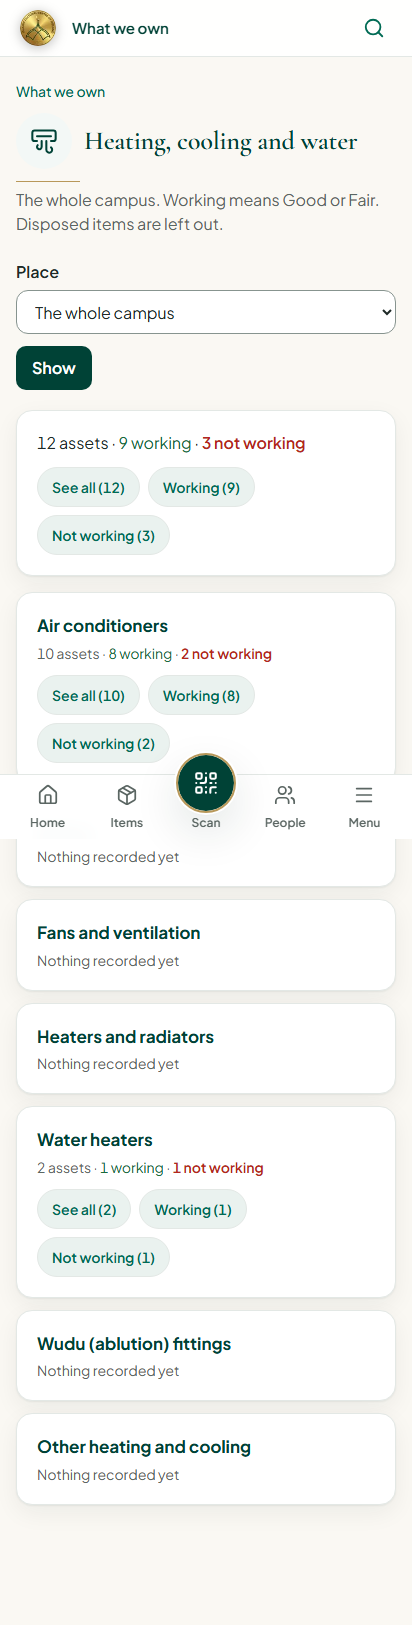 What we own
What we own
Heating, cooling and water
The whole campus. Working means Good or Fair.
Disposed items are left out.
Place
The whole campus
Show
12 assets · 9 working · 3 not working
See all (12)
Working (9)
Not working (3)
Air conditioners
10 assets · 8 working · 2 not working
See all (10)
Working (8)
Not working (2)
Home
Items
Scan
People
Menu
Nothing recorded yet
Fans and ventilation
Nothing recorded yet
Heaters and radiators
Nothing recorded yet
Water heaters
2 assets · 1 working · 1 not working
See all (2)
Working (1)
Not working (1)
Wudu (ablution) fittings
Nothing recorded yet
Other heating and cooling
Nothing recorded yet